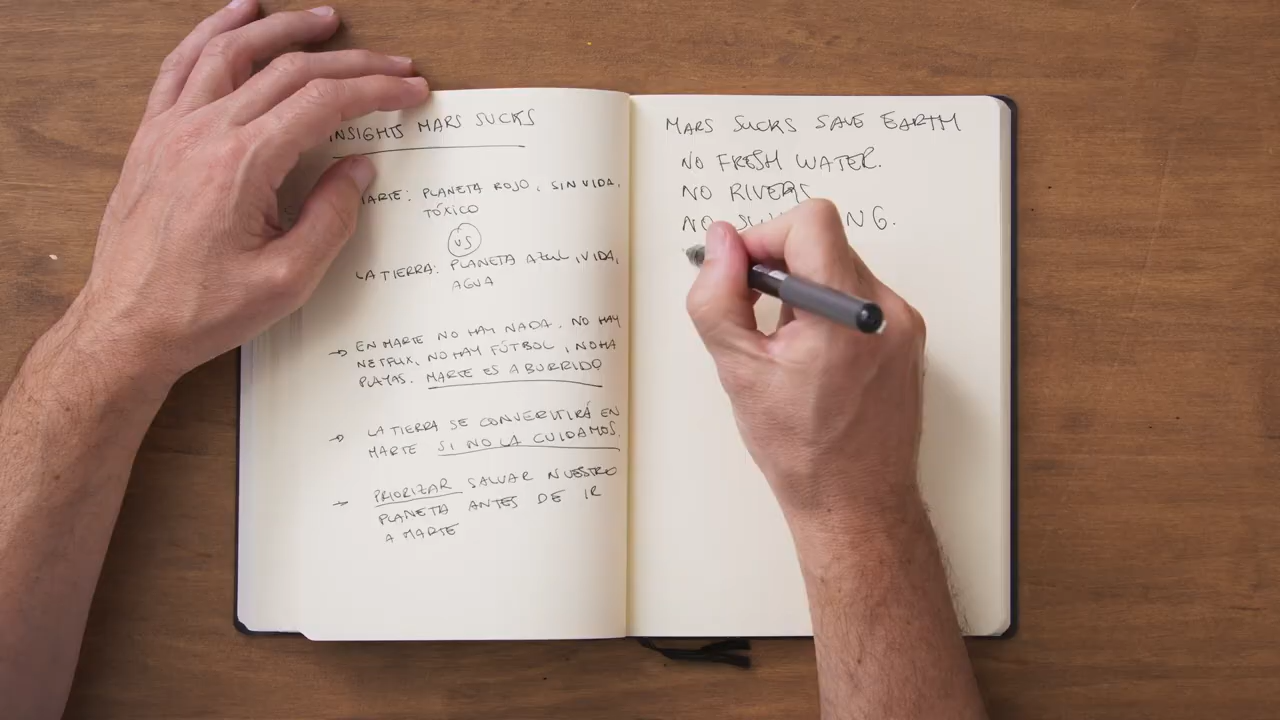 INSIGHTS MARS SUCKS
MARTE: PLANETA ROJO, SIN VIDA,
TÓXICO
VS
LA TIERRA: PLANETA AZUL, VIDA,
AGUA
→ EN MARTE NO HAY NADA. NO HAY
NETFLIX, NO HAY FÚTBOL, NO HA
PLAYAS. MARTE ES ABURRIDO
→ LA TIERRA SE CONVERTIRÁ EN
MARTE SI NO LA CUIDAMOS.
→ PRIORIZAR SALVAR NUESTRO
PLANETA ANTES DE IR
A MARTE
MARS SUCKS SAVE EARTH
NO FRESH WATER.
NO RIVERS
NO